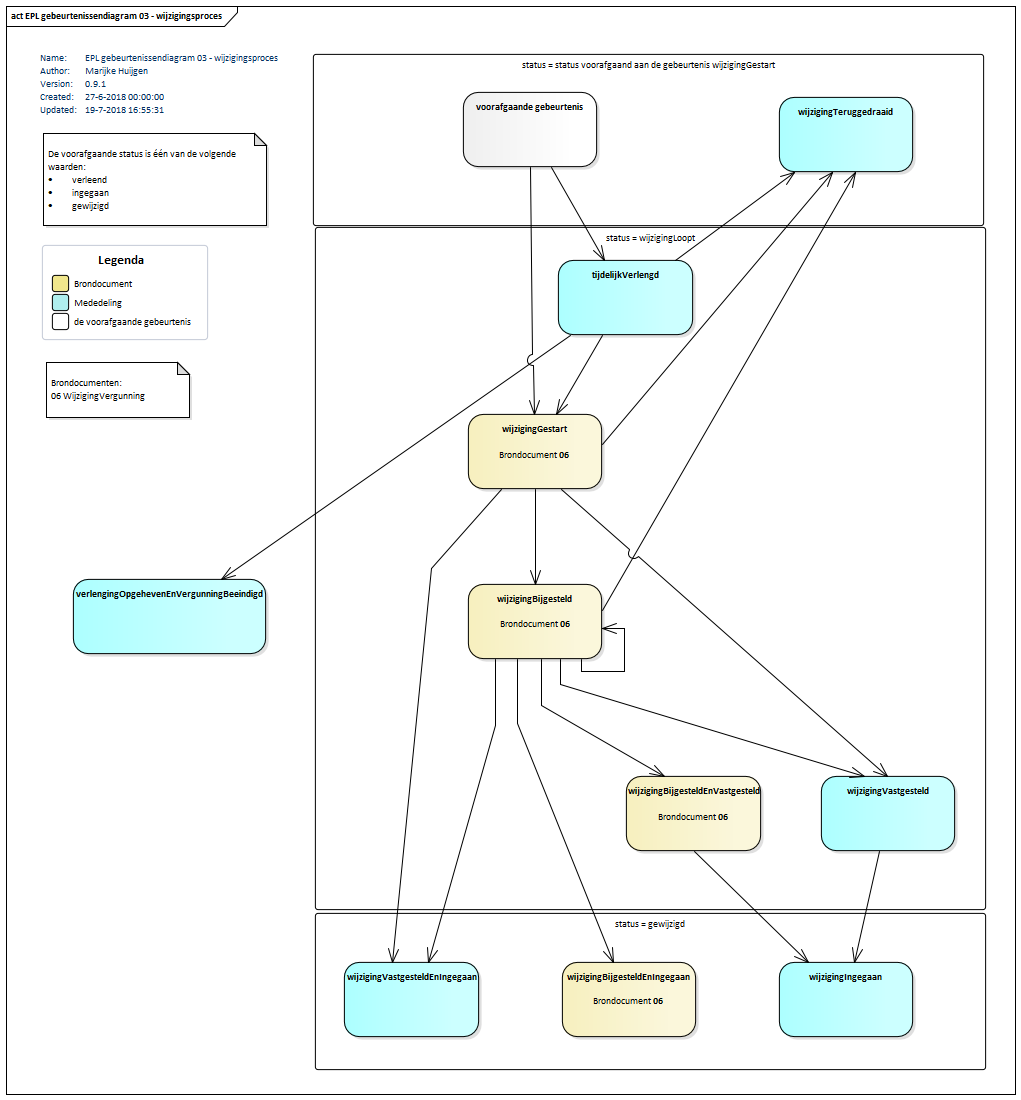 act EPL gebeurtenissendiagram 03 - wijzigingsproces
Name: EPL gebeurtenissendiagram 03 - wijzigingsproces
Author: Marijke Huijgen
Version: 0.9.1
Created: 27-6-2018 00:00:00
Updated: 19-7-2018 16:55:31
De voorafgaande status is één van de volgende
waarden:
• verleend
• ingegaan
• gewijzigd
Legenda
Brondocument
Mededeling
de voorafgaande gebeurtenis
Brondocumenten:
06 WijzigingVergunning
status = status voorafgaand aan de gebeurtenis wijzigingGestart
voorafgaande gebeurtenis
wijzigingTeruggedraaid
status = wijzigingLoopt
tijdelijkVerlengd
wijzigingGestart
Brondocument 06
verlengingOpgehevenEnVergunningBeeindigd
wijzigingBijgesteld
Brondocument 06
wijzigingBijgesteldEnVastgesteld
Brondocument 06
wijzigingVastgesteld
status = gewijzigd
wijzigingVastgesteldEnIngegaan
wijzigingBijgesteldEnIngegaan
Brondocument 06
wijzigingIngegaan